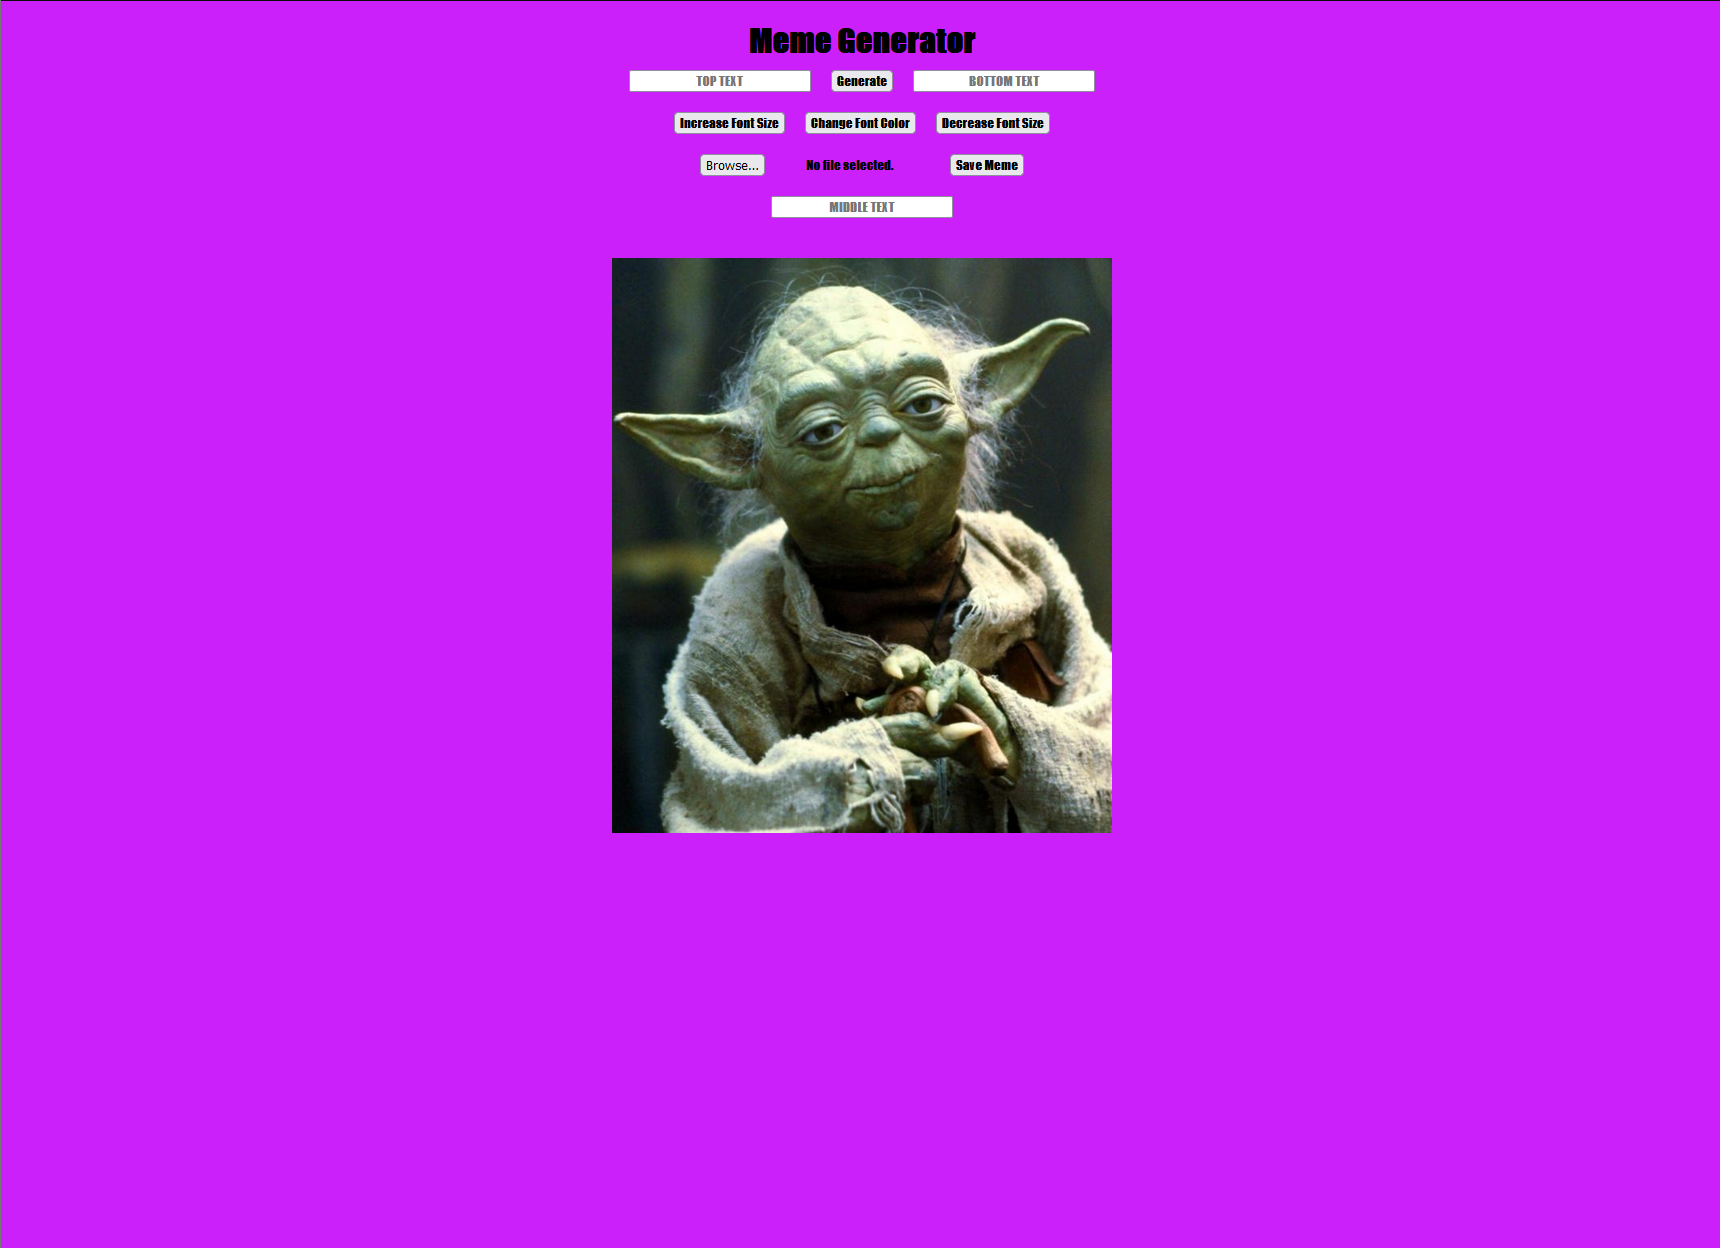 Meme Generator
TOP TEXT Generate BOTTOM TEXT
Increase Font Size Change Font Color Decrease Font Size
Browse... No file selected. Save Meme
MIDDLE TEXT